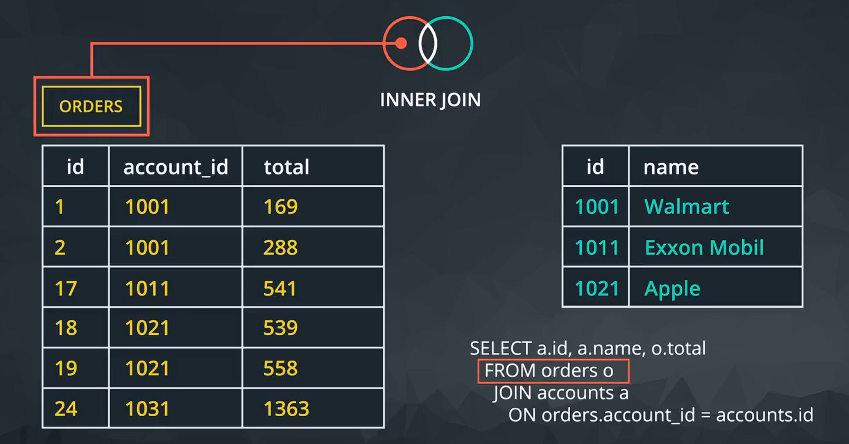 INNER JOIN
ORDERS
id account_id total
1 1001 169
2 1001 288
17 1011 541
18 1021 539
19 1021 558
24 1031 1363
id name
1001 Walmart
1011 Exxon Mobil
1021 Apple
SELECT a.id, a.name, o.total
FROM orders o
JOIN accounts a
ON orders.account_id = accounts.id